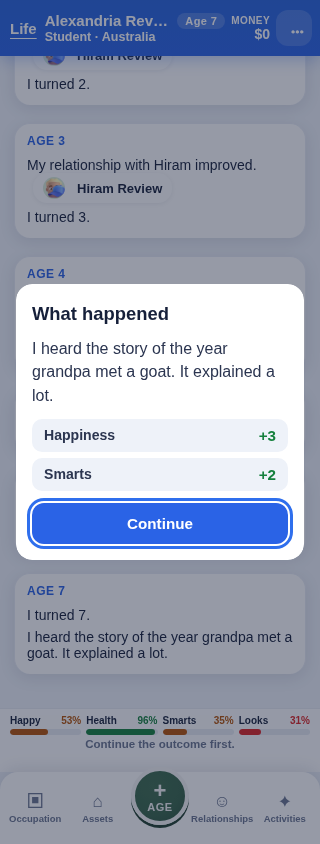 Life
Alexandria Rev...
Age 7
Student · Australia
MONEY
$0
...
Hiram Review
I turned 2.
AGE 3
My relationship with Hiram improved.
Hiram Review
I turned 3.
AGE 4
What happened
I heard the story of the year
grandpa met a goat. It explained a
lot.
Happiness +3
Smarts +2
Continue
AGE 7
I turned 7.
I heard the story of the year grandpa met a
goat. It explained a lot.
Happy 53% Health 96% Smarts 35% Looks 31%
Continue the outcome first.
+
AGE
Occupation Assets Relationships Activities